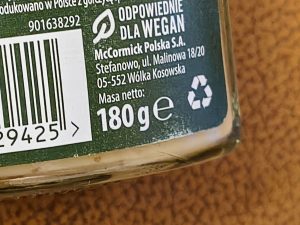 odukowano w Polsce z gorczycy
901638292
ODPOWIEDNIE
DLA WEGAN
McCormick Polska S.A.
Stefanowo, ul. Malinowa 18/20
05-552 Wólka Kosowska
Masa netto:
180 g e
29425 >